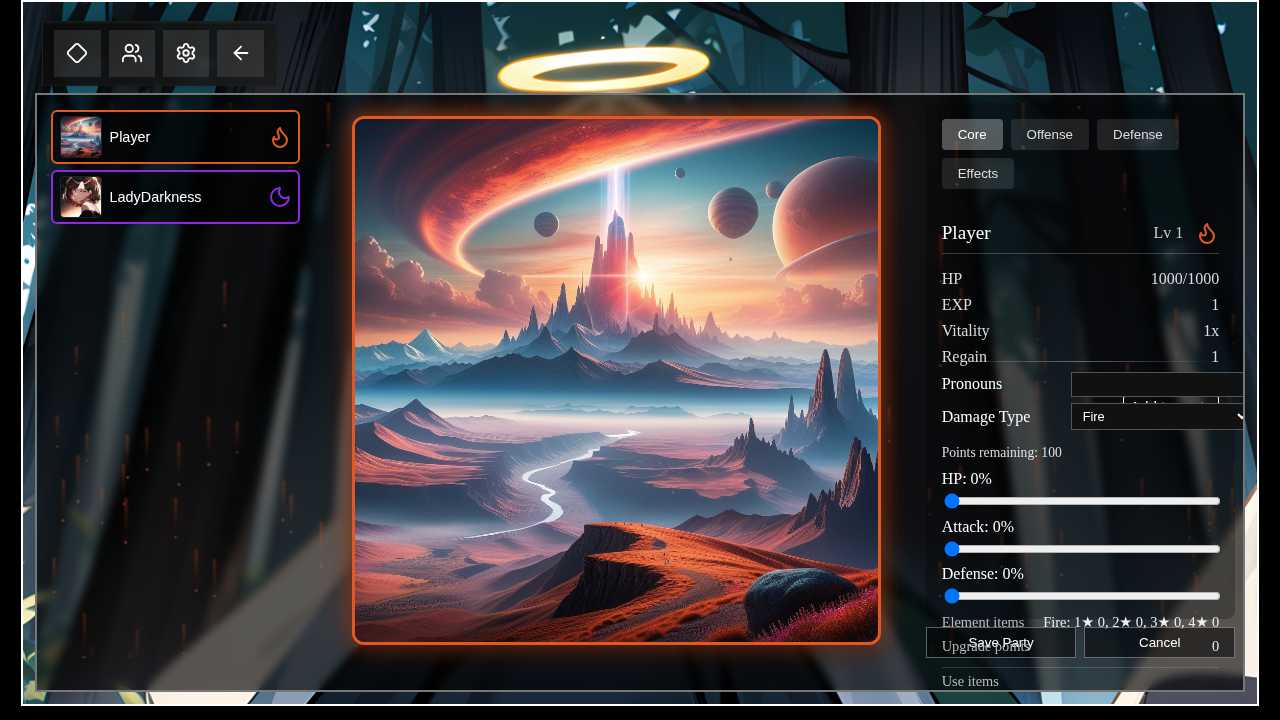 Player
LadyDarkness
Core Offense Defense
Effects
Player Lv 1
HP 1000/1000
EXP 1
Vitality 1x
Regain 1
Pronouns
Damage Type Fire
Points remaining: 100
HP: 0%
Attack: 0%
Defense: 0%
Element items Fire: 1★ 0, 2★ 0, 3★ 0, 4★ 0
Save Party Cancel
Upgrade points 0
Use items